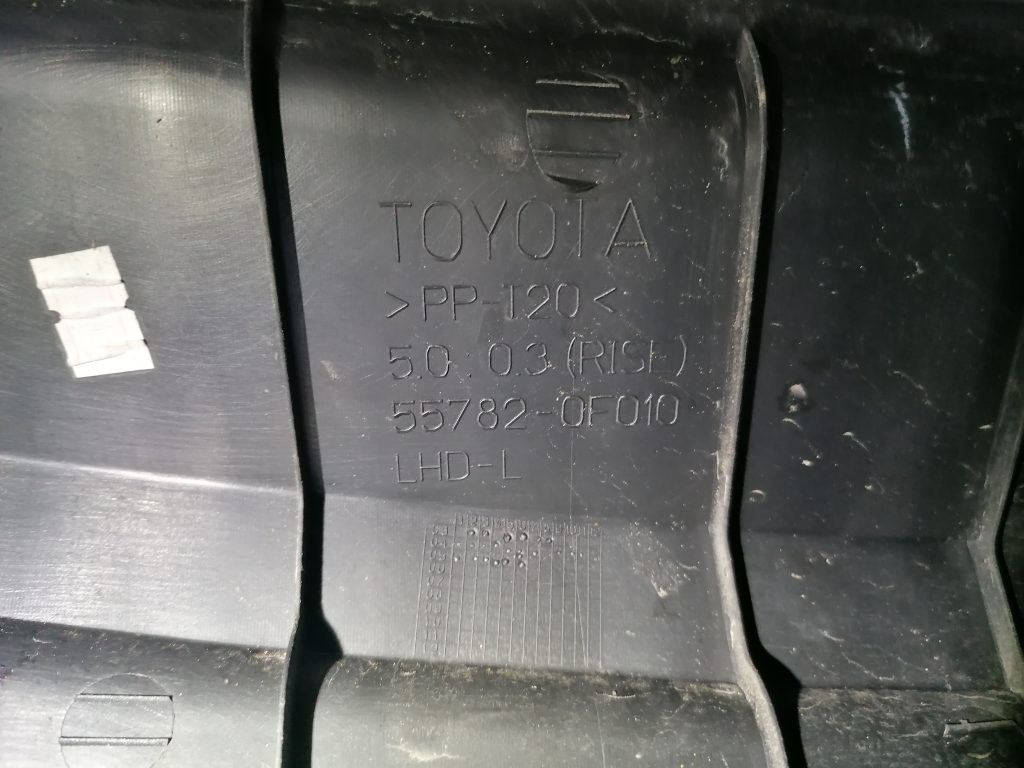 TOYOTA
>PP-T20<
5.0 : 0.3 (RISE)
55782-0F010
LHD-L